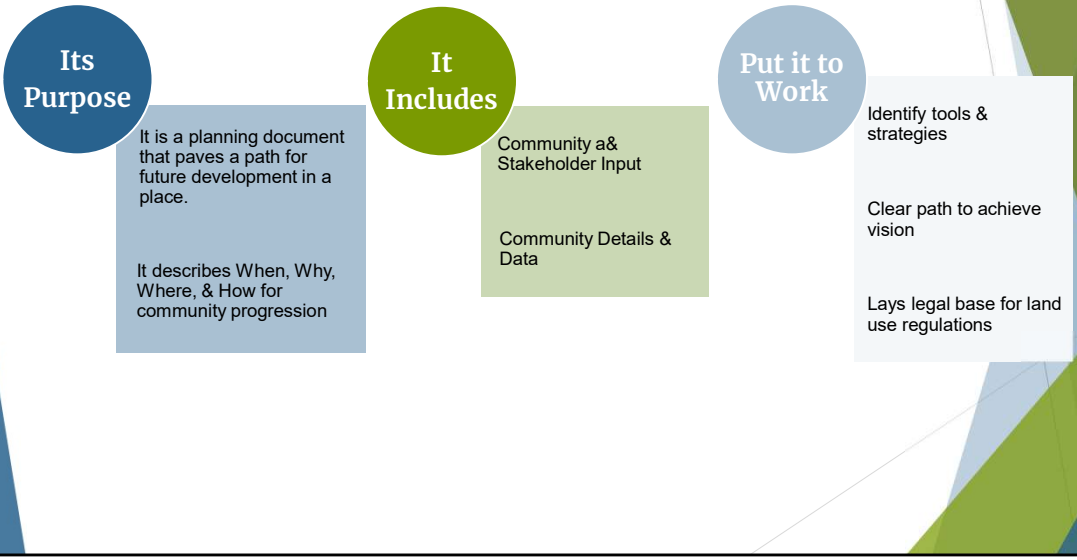 Its
Purpose
It is a planning document
that paves a path for
future development in a
place.
It describes When, Why,
Where, & How for
community progression
It
Includes
Community a&
Stakeholder Input
Community Details &
Data
Put it to
Work
Identify tools &
strategies
Clear path to achieve
vision
Lays legal base for land
use regulations